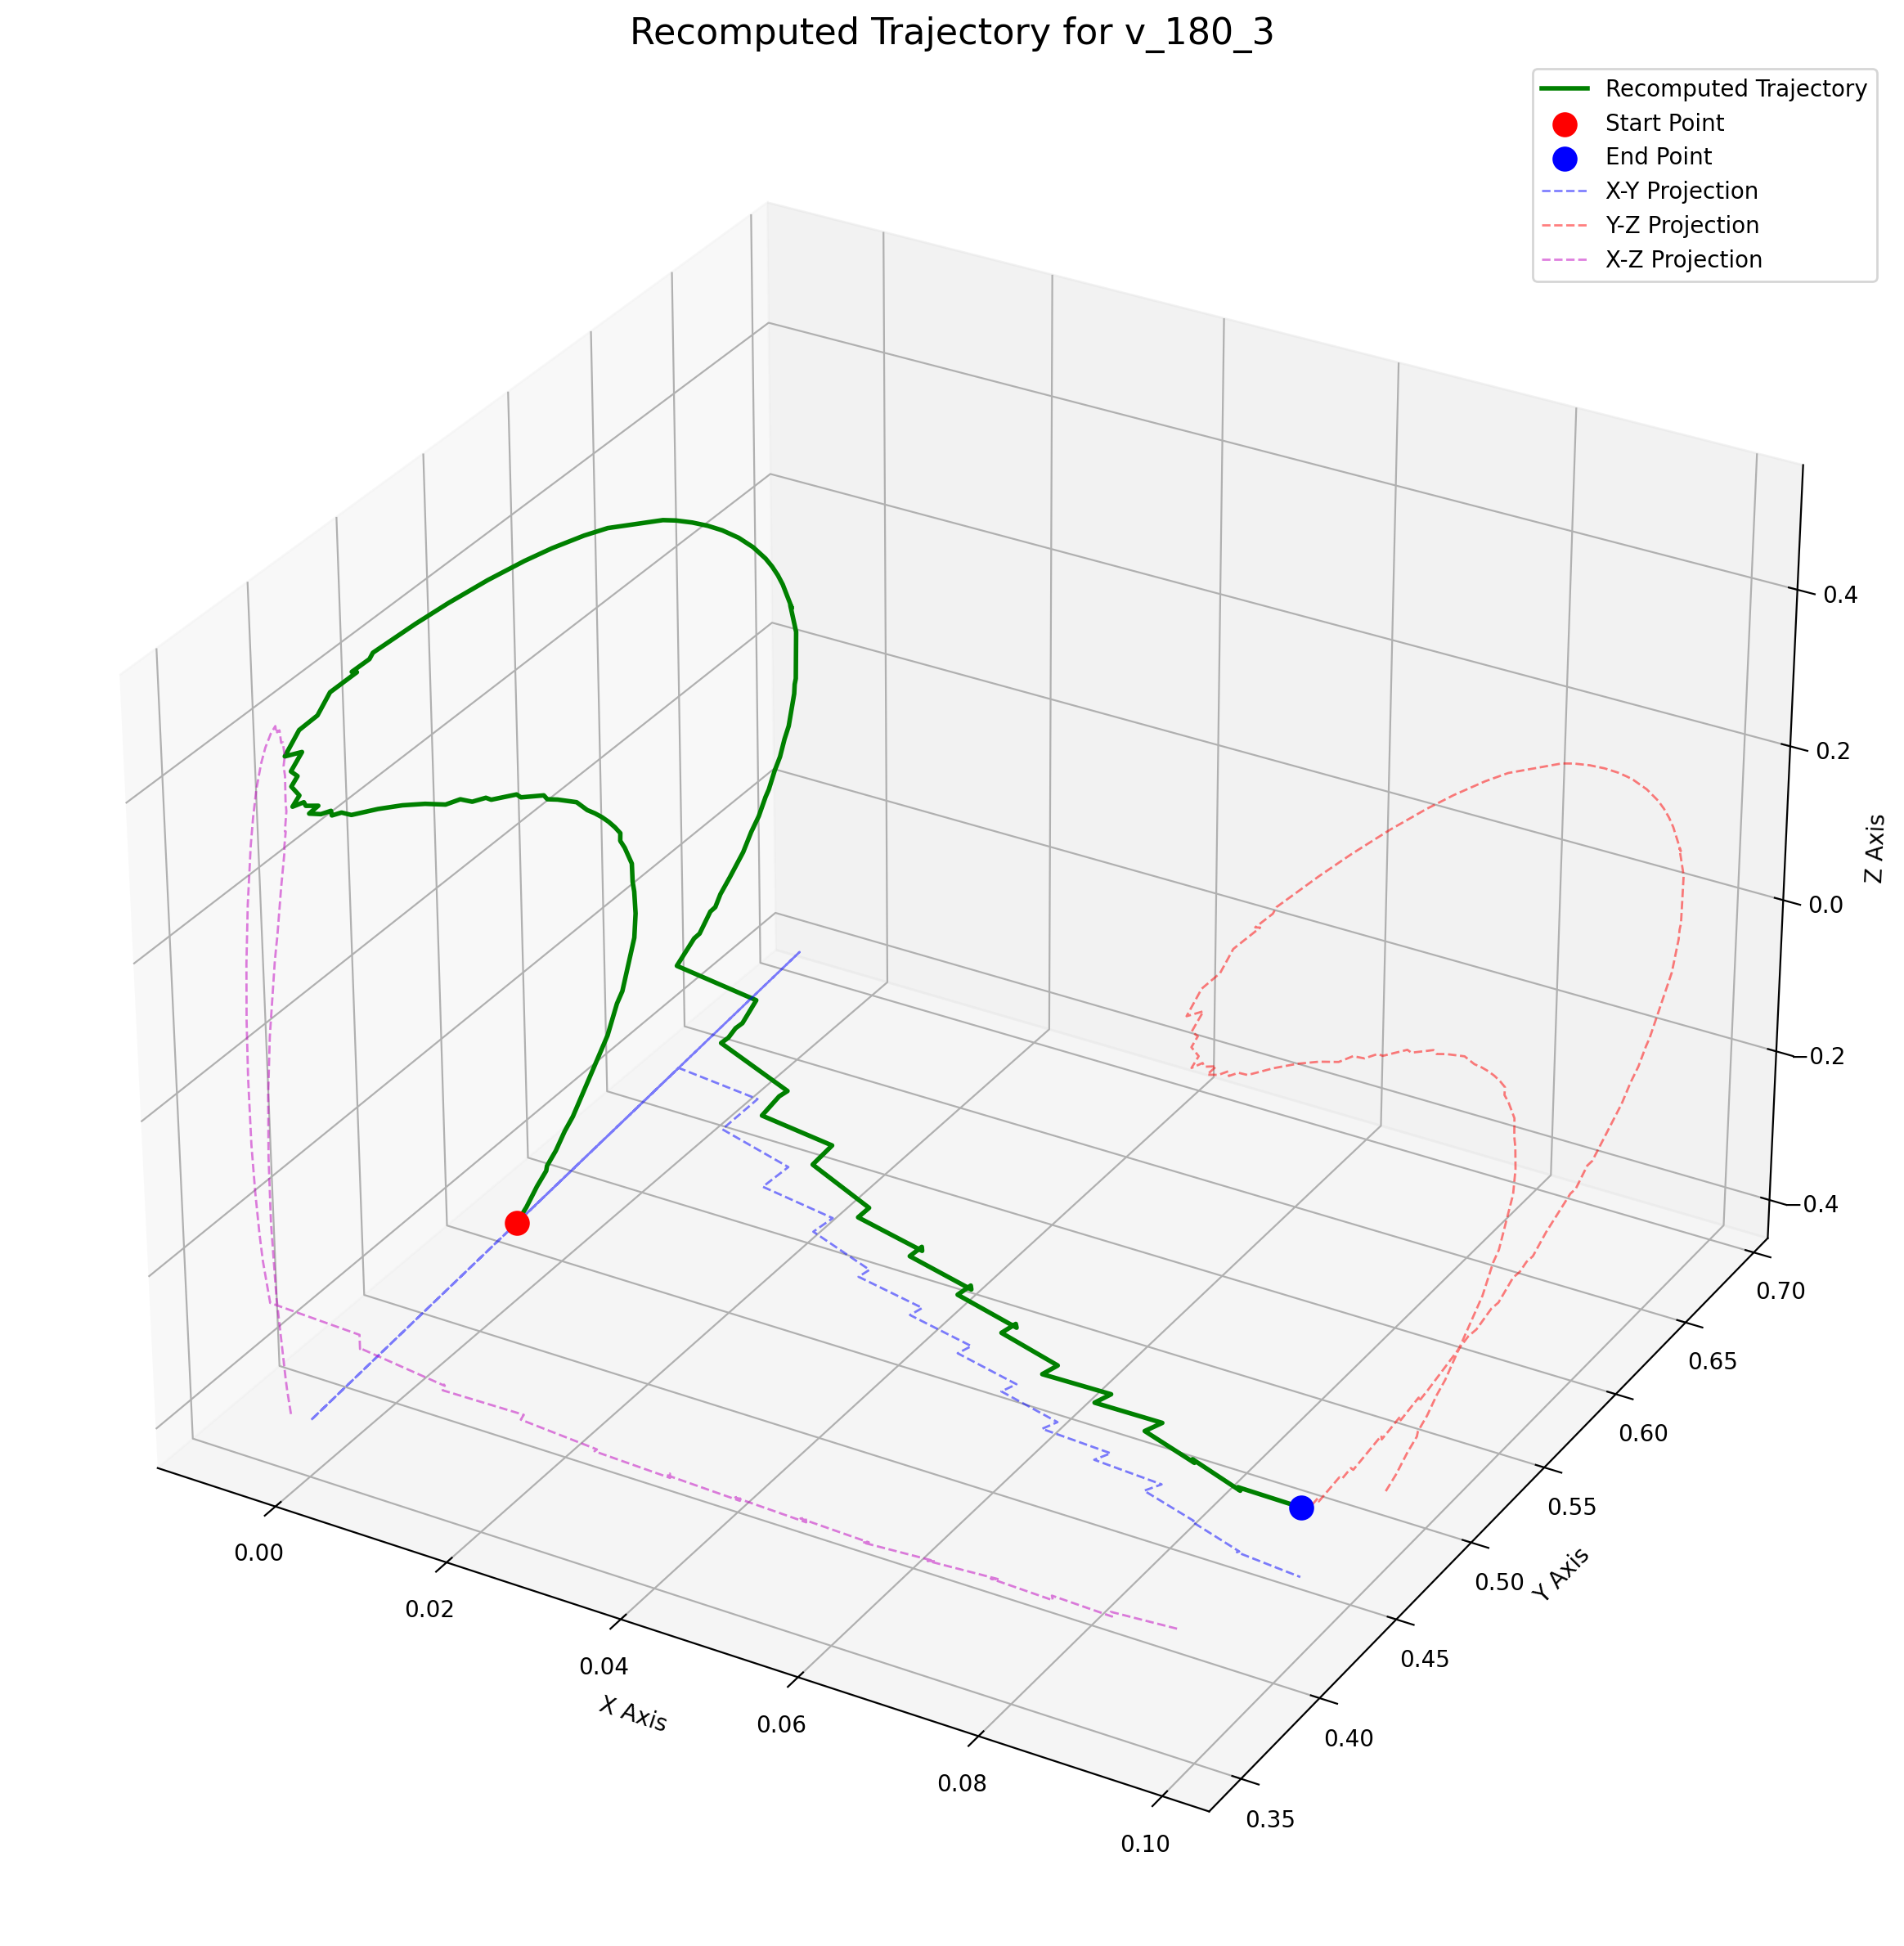 Recomputed Trajectory for v_180_3
Recomputed Trajectory
Start Point
End Point
X-Y Projection
Y-Z Projection
X-Z Projection
0.4
0.2
0.0
−0.2
−0.4
Z Axis
0.70
0.65
0.60
0.55
0.50
0.45
0.40
0.35
Y Axis
0.00
0.02
0.04
0.06
0.08
0.10
X Axis